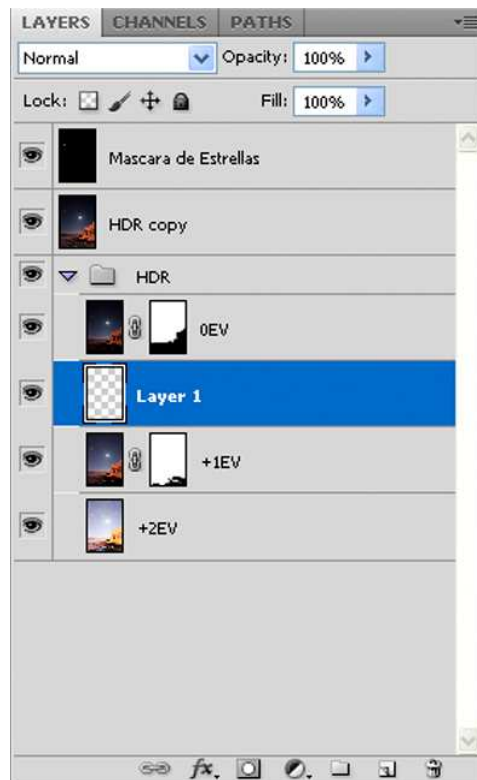 LAYERS CHANNELS PATHS
Normal Opacity: 100%
Lock: Fill: 100%
Mascara de Estrellas
HDR copy
HDR
0EV
Layer 1
+1EV
+2EV
fx.